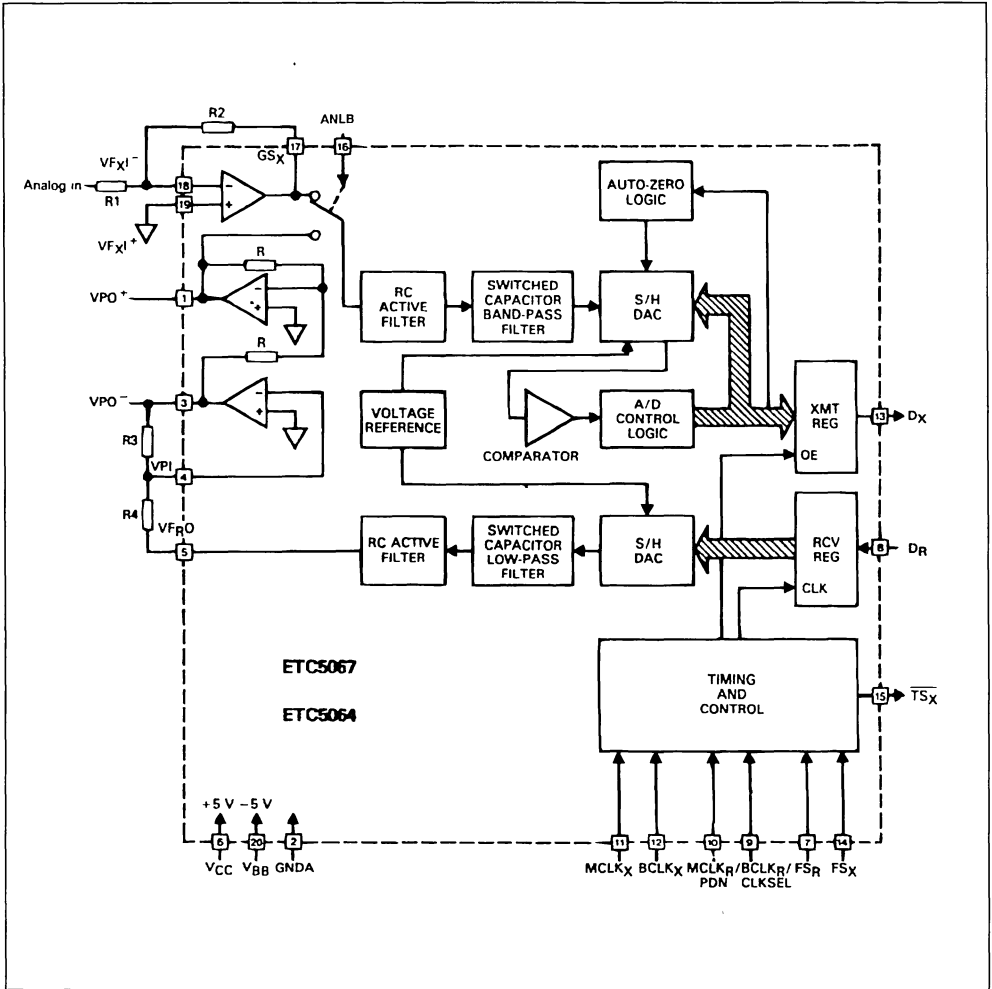 R2
ANLB
17
16
GSX
VFXI-
Analog in
R1
18
-
19
+
VFXI+
AUTO-ZERO
LOGIC
R
VPO+
1
-
+
RC
ACTIVE
FILTER
SWITCHED
CAPACITOR
BAND-PASS
FILTER
S/H
DAC
R
VPO-
3
-
+
VOLTAGE
REFERENCE
COMPARATOR
A/D
CONTROL
LOGIC
XMT
REG
OE
13
DX
R3
VPI
4
R4
VFRO
5
RC ACTIVE
FILTER
SWITCHED
CAPACITOR
LOW-PASS
FILTER
S/H
DAC
RCV
REG
CLK
8
DR
ETC5067
ETC5064
TIMING
AND
CONTROL
15
TSX
+5 V -5 V
6
20
2
11
12
10
9
7
14
VCC
VBB
GNDA
MCLKX
BCLKX
MCLKR/
PDN
BCLKR/
CLKSEL
FSR
FSX